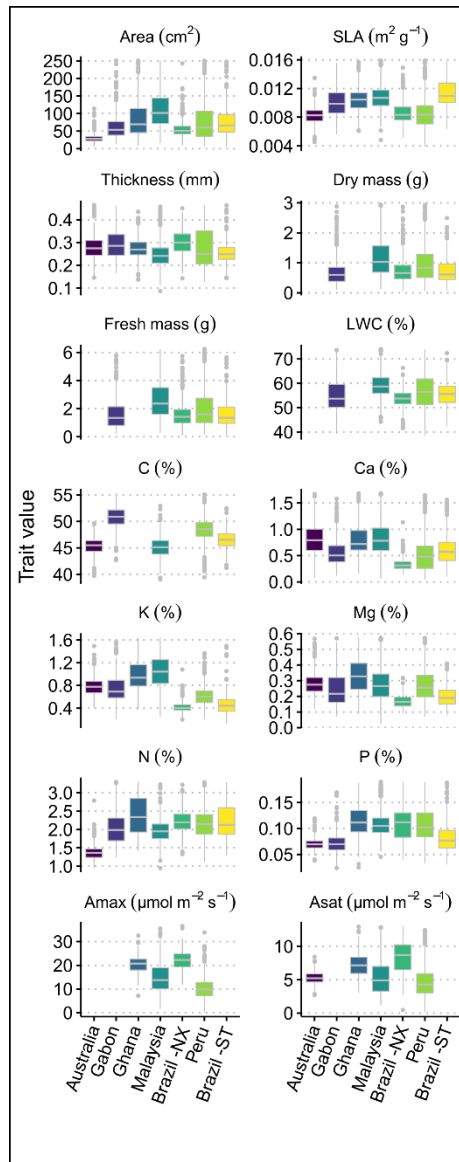 Area (cm²)
SLA (m² g⁻¹)
250
200
150
100
50
0
0.016
0.012
0.008
0.004
Thickness (mm)
Dry mass (g)
0.4
0.3
0.2
0.1
3
2
1
0
Fresh mass (g)
LWC (%)
6
4
2
0
70
60
50
40
C (%)
Ca (%)
55
50
45
40
1.5
1.0
0.5
0.0
Trait value
K (%)
Mg (%)
1.6
1.2
0.8
0.4
0.6
0.5
0.4
0.3
0.2
0.1
0.0
N (%)
P (%)
3.0
2.5
2.0
1.5
1.0
0.15
0.10
0.05
Amax (μmol m⁻² s⁻¹)
Asat (μmol m⁻² s⁻¹)
30
20
10
0
10
5
0
Australia
Gabon
Ghana
Malaysia
Brazil -NX
Peru
Brazil -ST
Australia
Gabon
Ghana
Malaysia
Brazil -NX
Peru
Brazil -ST